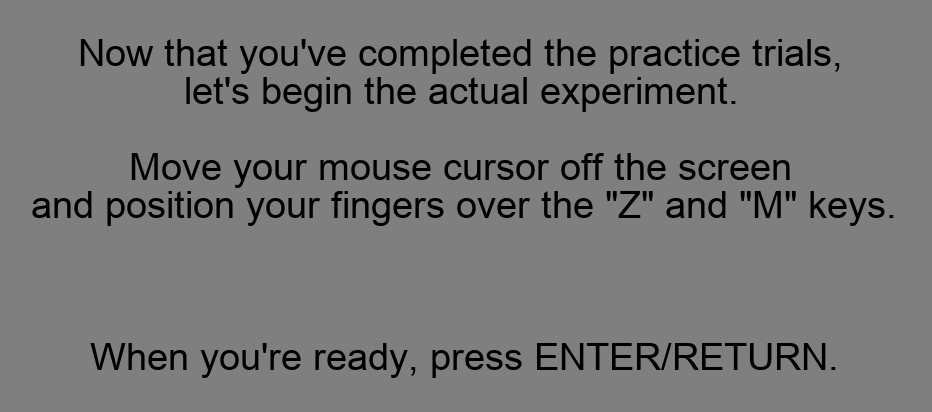 Now that you've completed the practice trials,
let's begin the actual experiment.
Move your mouse cursor off the screen
and position your fingers over the "Z" and "M" keys.
When you're ready, press ENTER/RETURN.